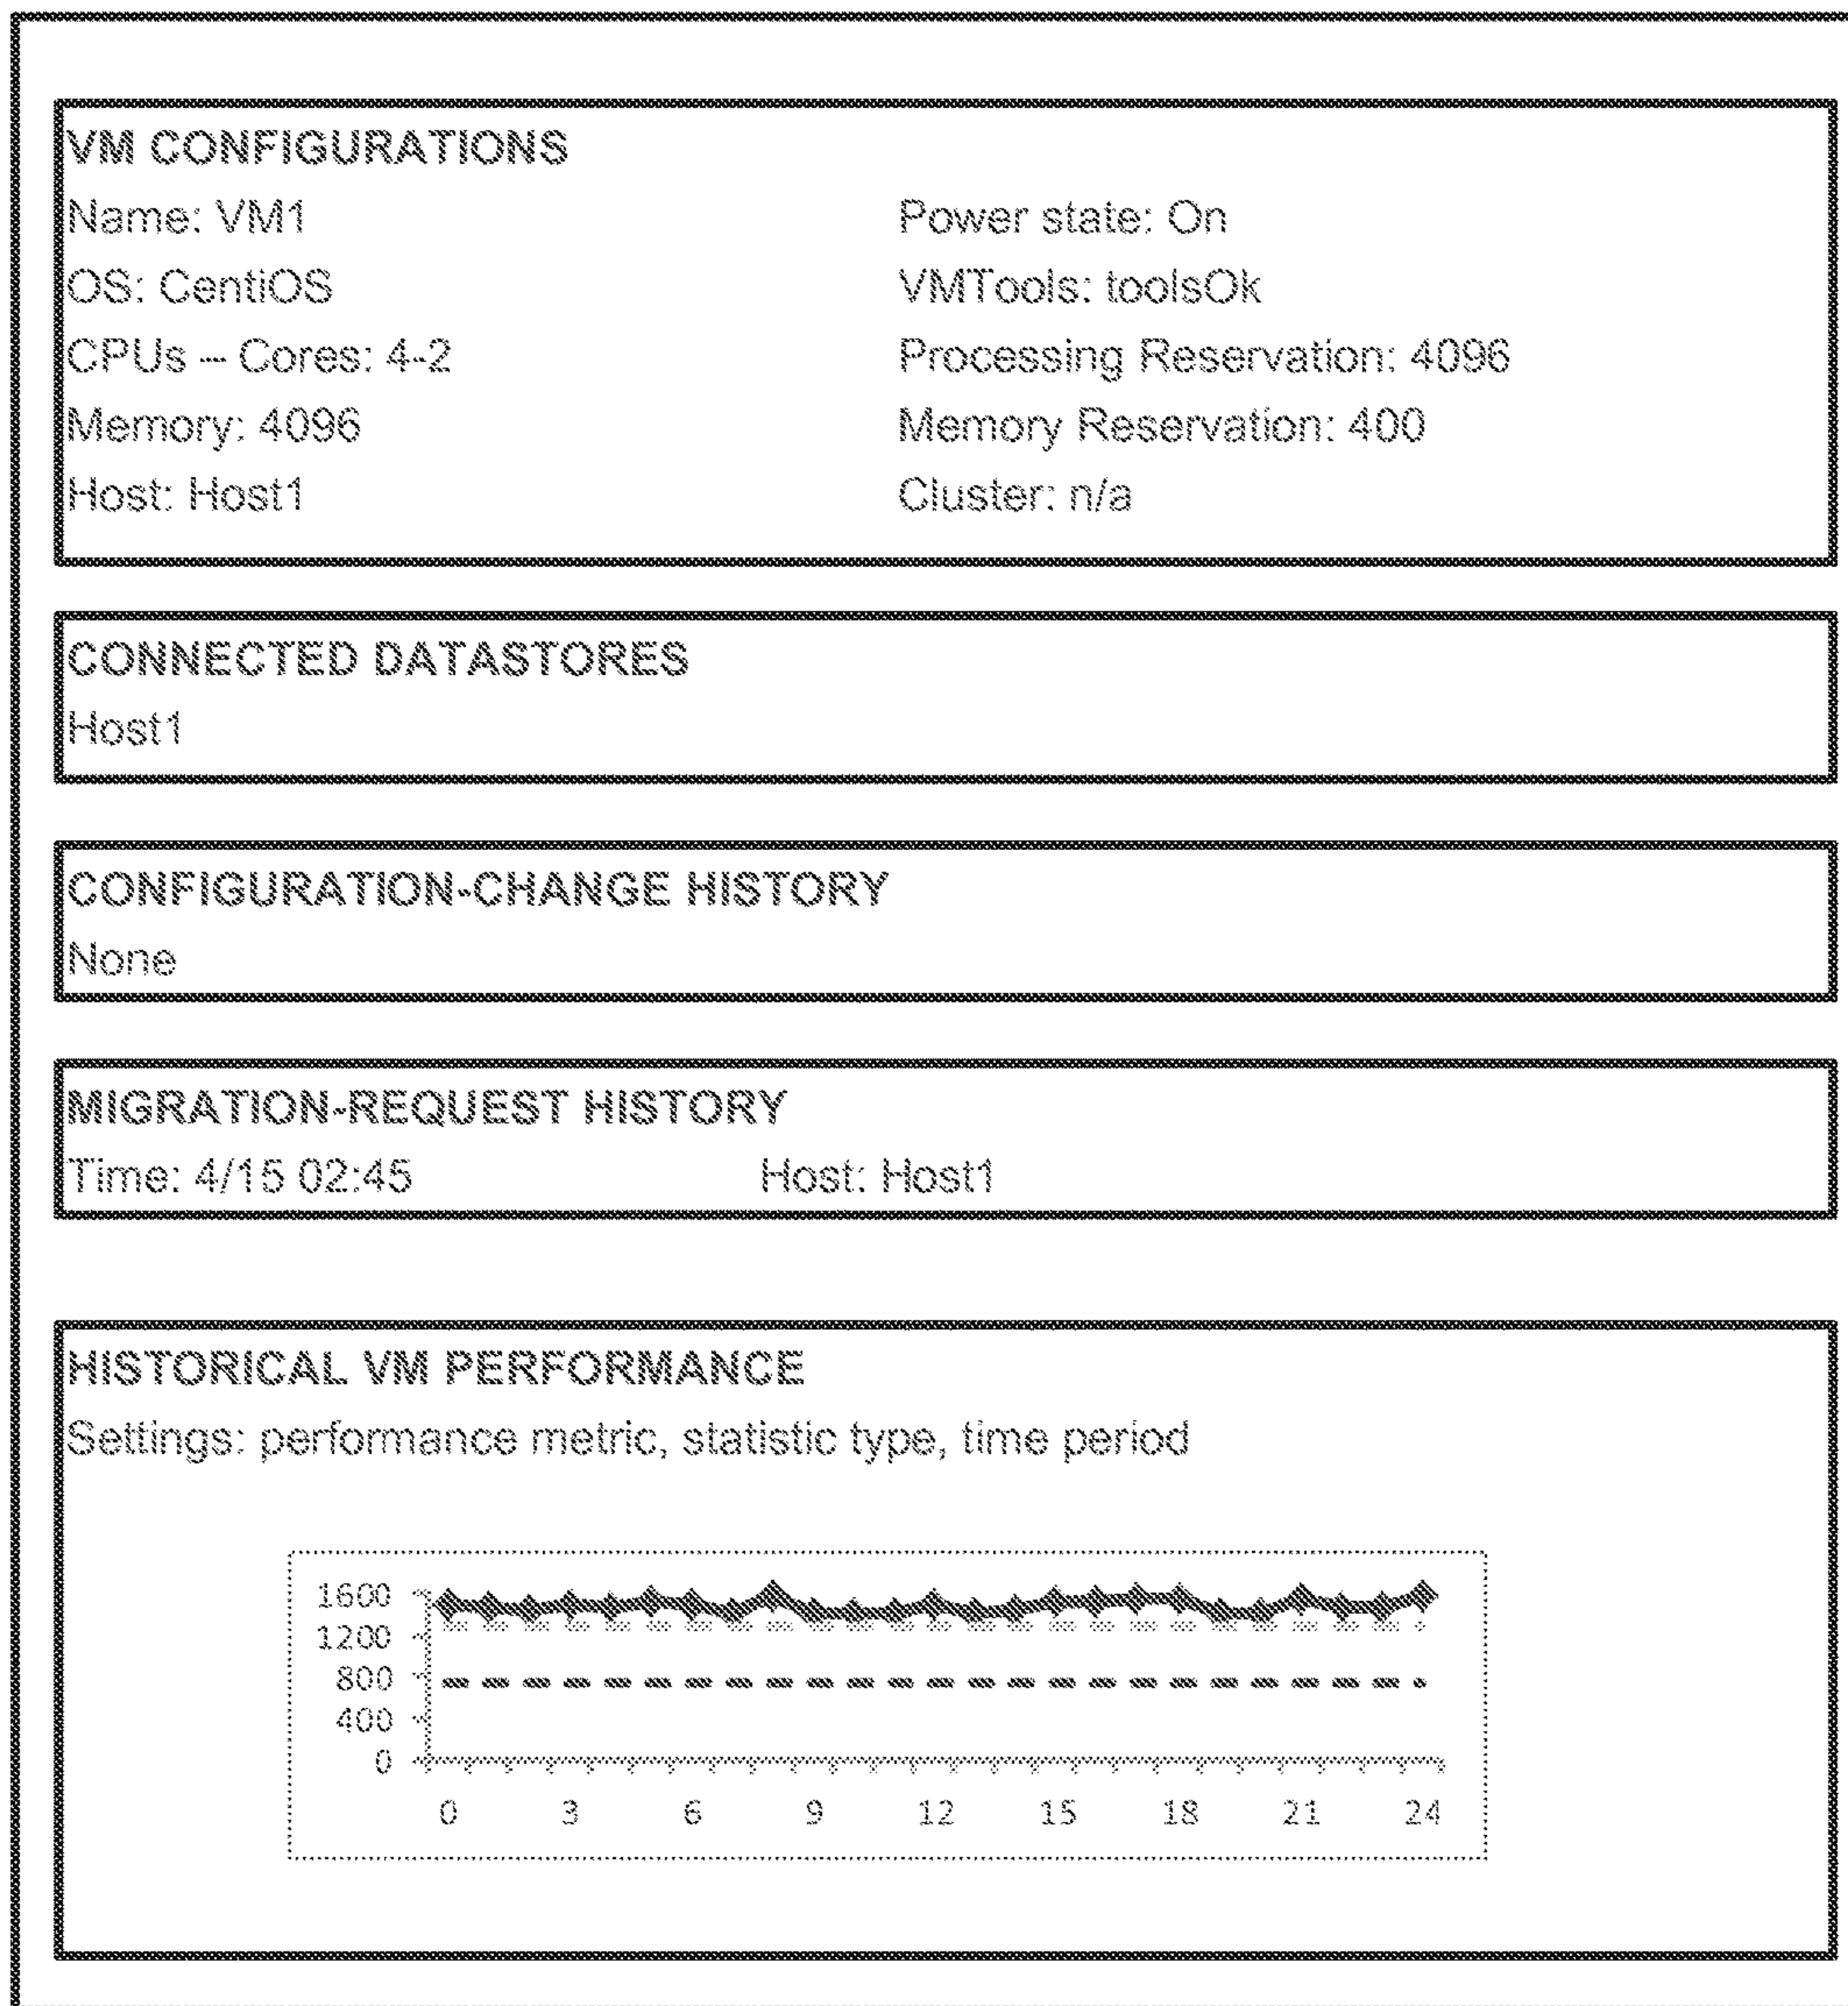 VM CONFIGURATIONS
Name: VM1 Power state: On
OS: CentiOS VMTools: toolsOk
CPUs – Cores: 4-2 Processing Reservation: 4096
Memory: 4096 Memory Reservation: 400
Host: Host1 Cluster: n/a
CONNECTED DATASTORES
Host1
CONFIGURATION-CHANGE HISTORY
None
MIGRATION-REQUEST HISTORY
Time: 4/15 02:45 Host: Host1
HISTORICAL VM PERFORMANCE
Settings: performance metric, statistic type, time period
1600
1200
800
400
0
0 3 6 9 12 15 18 21 24